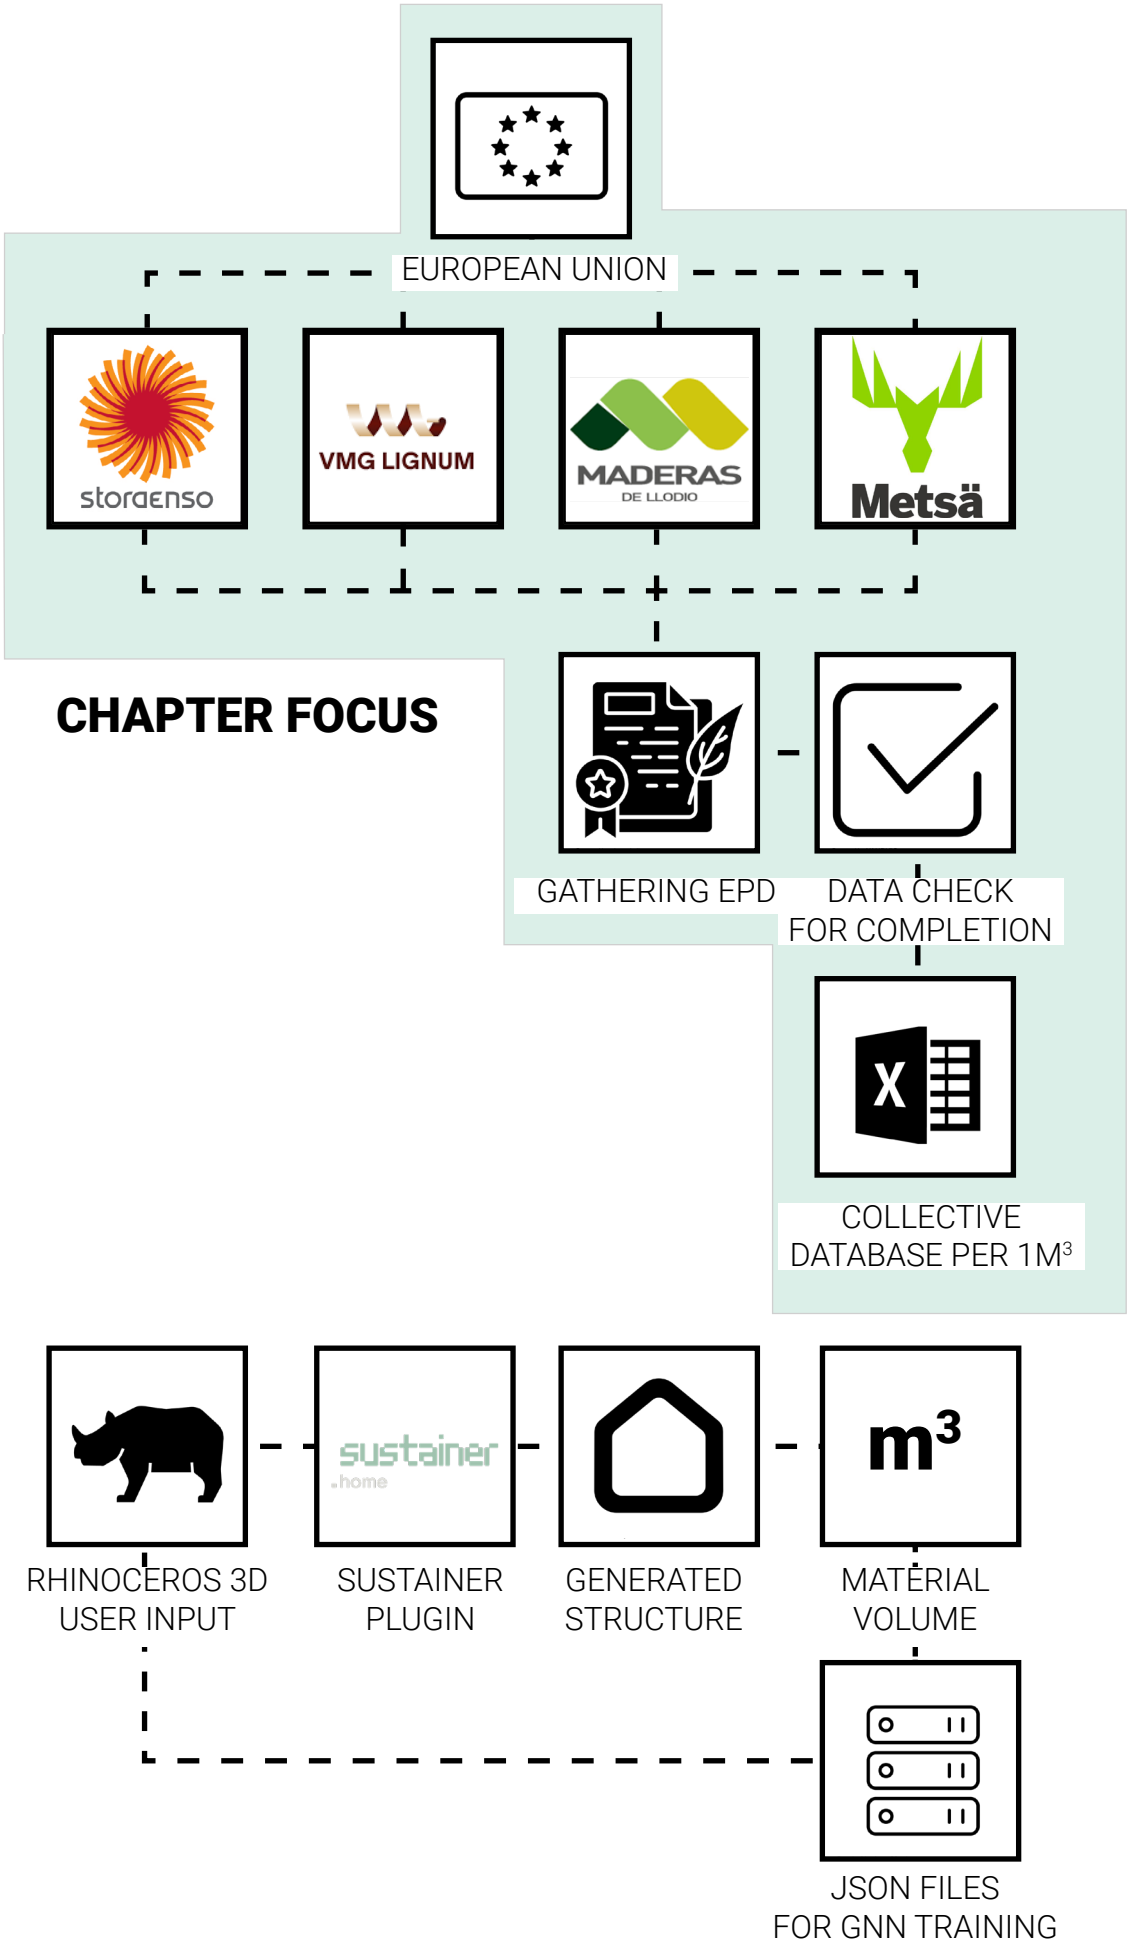 EUROPEAN UNION
storaenso
VMG LIGNUM
MADERAS
DE LLODIO
Metsä
CHAPTER FOCUS
GATHERING EPD
DATA CHECK
FOR COMPLETION
X
COLLECTIVE
DATABASE PER 1M³
sustainer
.home
m³
RHINOCEROS 3D
USER INPUT
SUSTAINER
PLUGIN
GENERATED
STRUCTURE
MATERIAL
VOLUME
JSON FILES
FOR GNN TRAINING